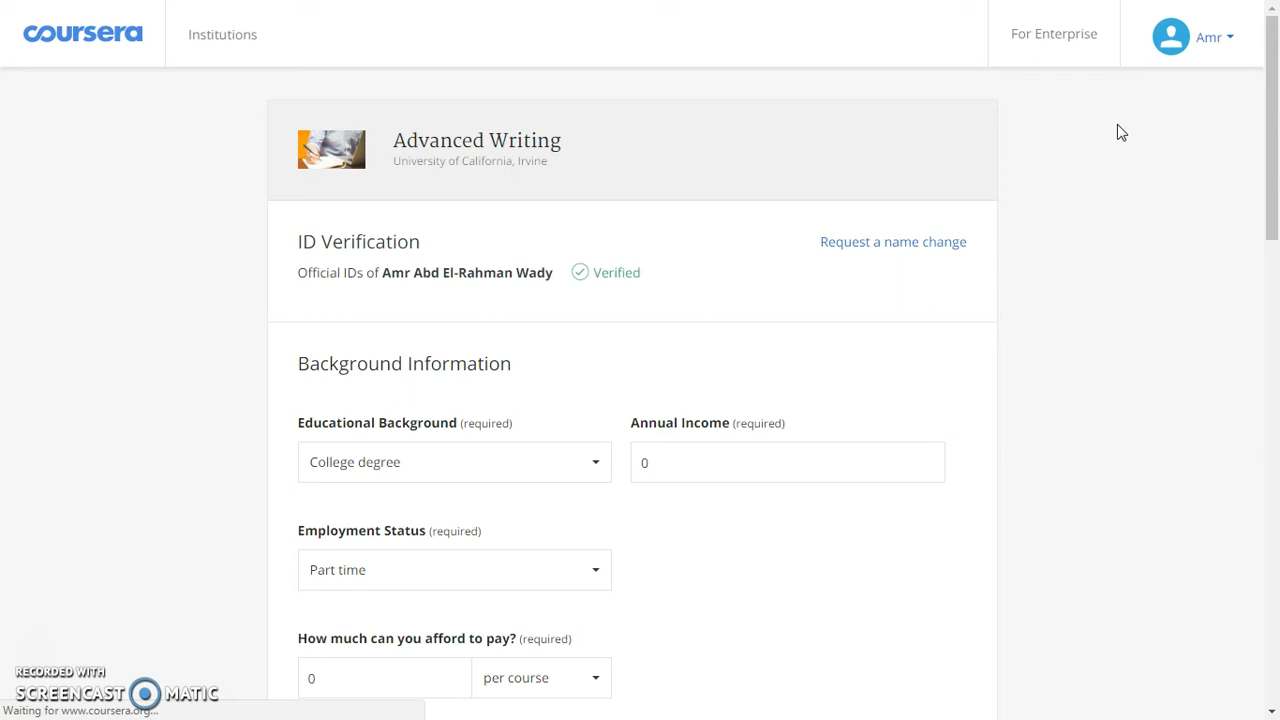 coursera
Institutions
For Enterprise
Amr
Advanced Writing
University of California, Irvine
ID Verification
Request a name change
Official IDs of Amr Abd El-Rahman Wady
Verified
Background Information
Educational Background (required)
Annual Income (required)
College degree
0
Employment Status (required)
Part time
How much can you afford to pay? (required)
0
per course
RECORDED WITH
SCREENCAST MATIC
Waiting for www.coursera.org...